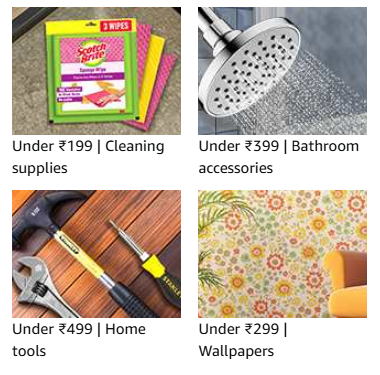 3 WIPES
Scotch
Brite
Sponge Wipe
Under ₹199 | Cleaning
supplies
Under ₹399 | Bathroom
accessories
STANLEY
Under ₹499 | Home
tools
Under ₹299 |
Wallpapers